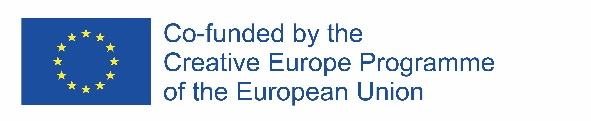 Co-funded by the
Creative Europe Programme
of the European Union